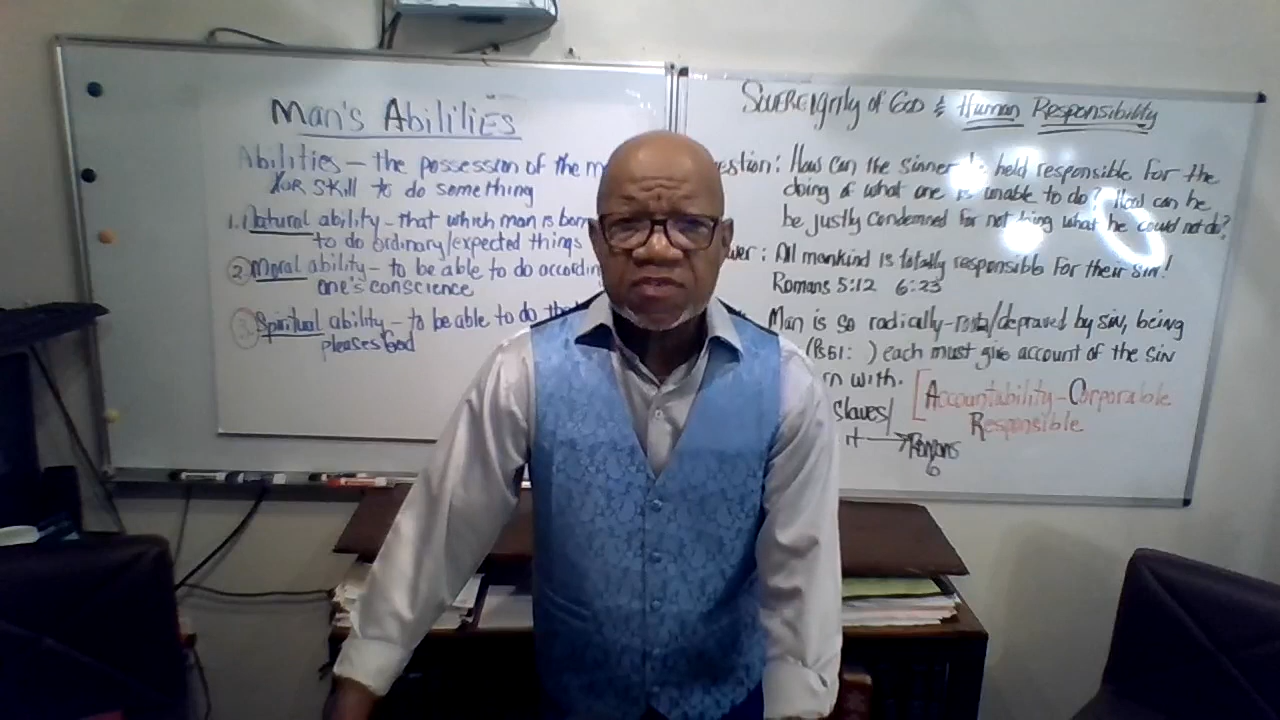 Man's Abilities
Abilities – the possession of the m
/or skill to do something
1. Natural ability – that which man is born
to do ordinary/expected things
2 Moral ability – to be able to do accordin
one's conscience
3. Spiritual ability – to be able to do tha
pleases God
Sovereignty of God & Human Responsibility
estion: How can the sinner be held responsible for the
doing of what one is unable to do? How can he
be justly condemned for not doing what he could not do?
wer: All mankind is totally responsible for their sin!
Romans 5:12 6:23
Man is so radically- /depraved by sin, being
(Ps 51: ) each must give account of the sin
rn with.
Slaves/
Accountability – Corporable
Responsible
Romans
6